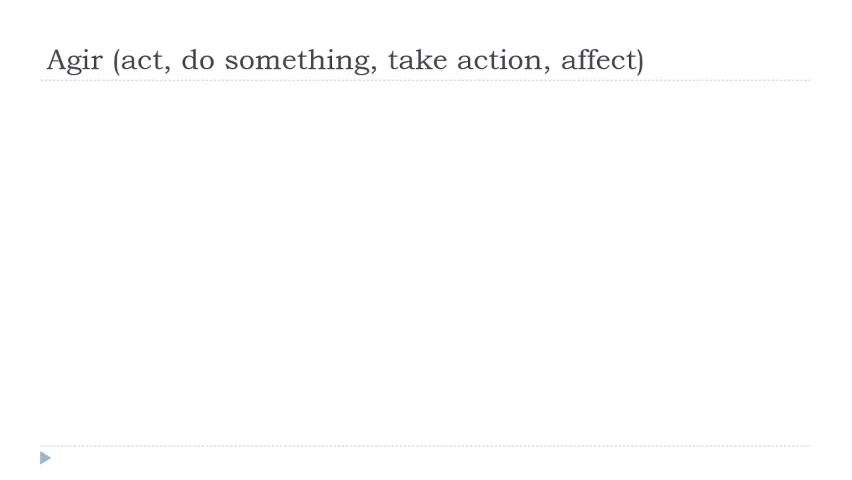 Agir (act, do something, take action, affect)